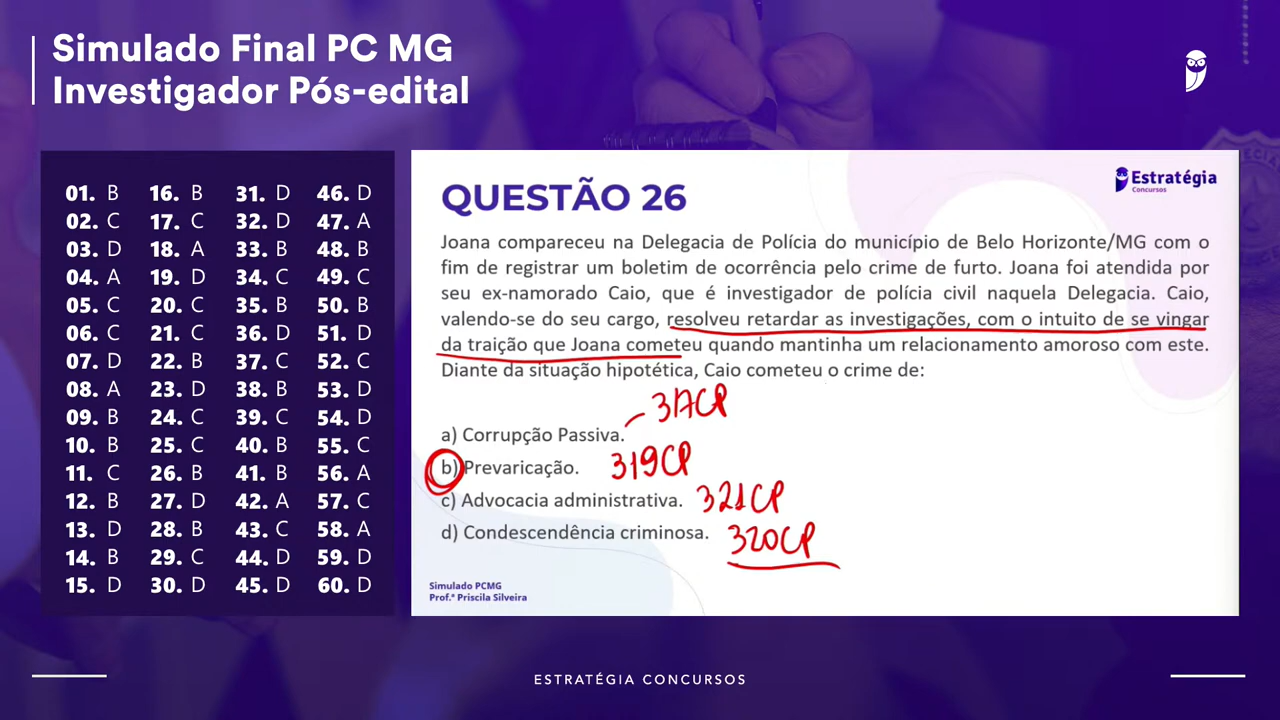 Simulado Final PC MG
Investigador Pós-edital
01. B 16. B 31. D 46. D
02. C 17. C 32. D 47. A
03. D 18. A 33. B 48. B
04. A 19. D 34. C 49. C
05. C 20. C 35. B 50. B
06. C 21. C 36. D 51. D
07. D 22. B 37. C 52. C
08. A 23. D 38. B 53. D
09. B 24. C 39. C 54. D
10. B 25. C 40. B 55. C
11. C 26. B 41. B 56. A
12. B 27. D 42. A 57. C
13. D 28. B 43. C 58. A
14. B 29. C 44. D 59. D
15. D 30. D 45. D 60. D
Estratégia
Concursos
QUESTÃO 26
Joana compareceu na Delegacia de Polícia do município de Belo Horizonte/MG com o
fim de registrar um boletim de ocorrência pelo crime de furto. Joana foi atendida por
seu ex-namorado Caio, que é investigador de polícia civil naquela Delegacia. Caio,
valendo-se do seu cargo, resolveu retardar as investigações, com o intuito de se vingar
da traição que Joana cometeu quando mantinha um relacionamento amoroso com este.
Diante da situação hipotética, Caio cometeu o crime de:
a) Corrupção Passiva. 317CP
b) Prevaricação. 319CP
c) Advocacia administrativa. 321CP
d) Condescendência criminosa. 320CP
Simulado PCMG
Prof.ª Priscila Silveira
ESTRATÉGIA CONCURSOS